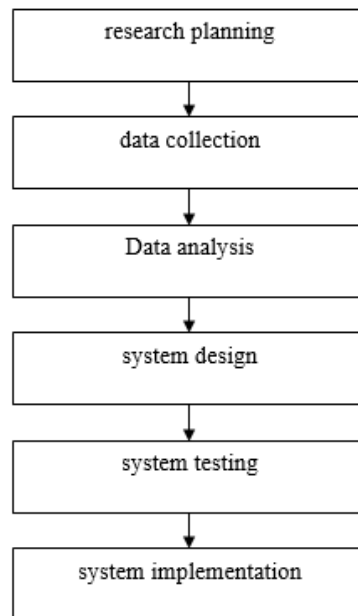 research planning
data collection
Data analysis
system design
system testing
system implementation